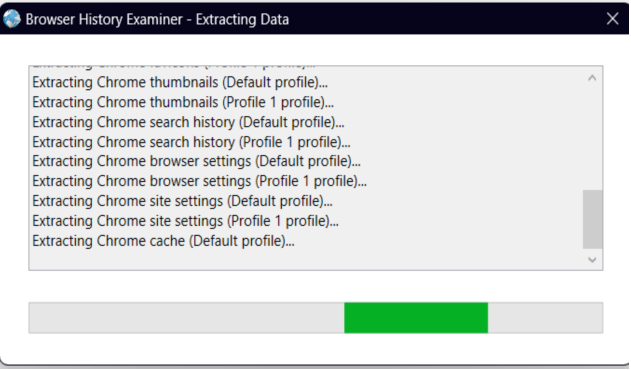 Browser History Examiner - Extracting Data
Extracting Chrome thumbnails (Default profile)...
Extracting Chrome thumbnails (Profile 1 profile)...
Extracting Chrome search history (Default profile)...
Extracting Chrome search history (Profile 1 profile)...
Extracting Chrome browser settings (Default profile)...
Extracting Chrome browser settings (Profile 1 profile)...
Extracting Chrome site settings (Default profile)...
Extracting Chrome site settings (Profile 1 profile)...
Extracting Chrome cache (Default profile)...